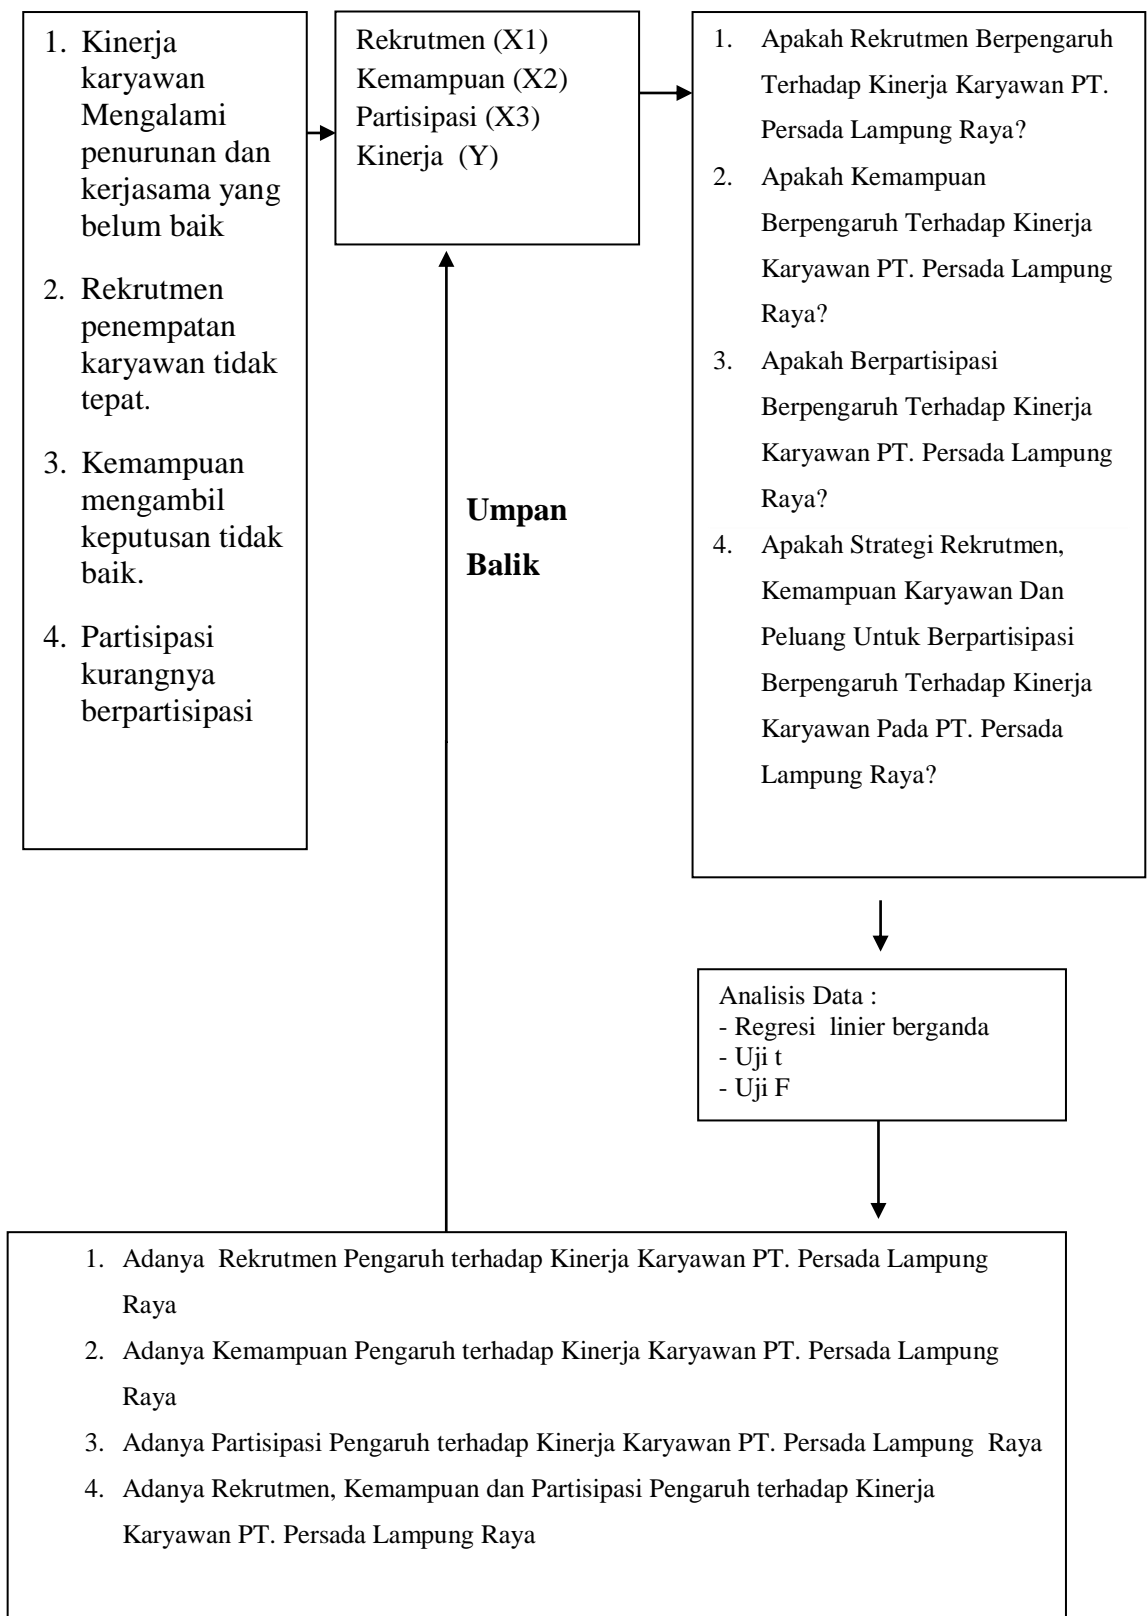 1. Kinerja
karyawan
Mengalami
penurunan dan
kerjasama yang
belum baik
2. Rekrutmen
penempatan
karyawan tidak
tepat.
3. Kemampuan
mengambil
keputusan tidak
baik.
4. Partisipasi
kurangnya
berpartisipasi
Rekrutmen (X1)
Kemampuan (X2)
Partisipasi (X3)
Kinerja (Y)
1. Apakah Rekrutmen Berpengaruh
Terhadap Kinerja Karyawan PT.
Persada Lampung Raya?
2. Apakah Kemampuan
Berpengaruh Terhadap Kinerja
Karyawan PT. Persada Lampung
Raya?
3. Apakah Berpartisipasi
Berpengaruh Terhadap Kinerja
Karyawan PT. Persada Lampung
Raya?
4. Apakah Strategi Rekrutmen,
Kemampuan Karyawan Dan
Peluang Untuk Berpartisipasi
Berpengaruh Terhadap Kinerja
Karyawan Pada PT. Persada
Lampung Raya?
Umpan
Balik
Analisis Data :
- Regresi linier berganda
- Uji t
- Uji F
1. Adanya Rekrutmen Pengaruh terhadap Kinerja Karyawan PT. Persada Lampung
Raya
2. Adanya Kemampuan Pengaruh terhadap Kinerja Karyawan PT. Persada Lampung
Raya
3. Adanya Partisipasi Pengaruh terhadap Kinerja Karyawan PT. Persada Lampung Raya
4. Adanya Rekrutmen, Kemampuan dan Partisipasi Pengaruh terhadap Kinerja
Karyawan PT. Persada Lampung Raya